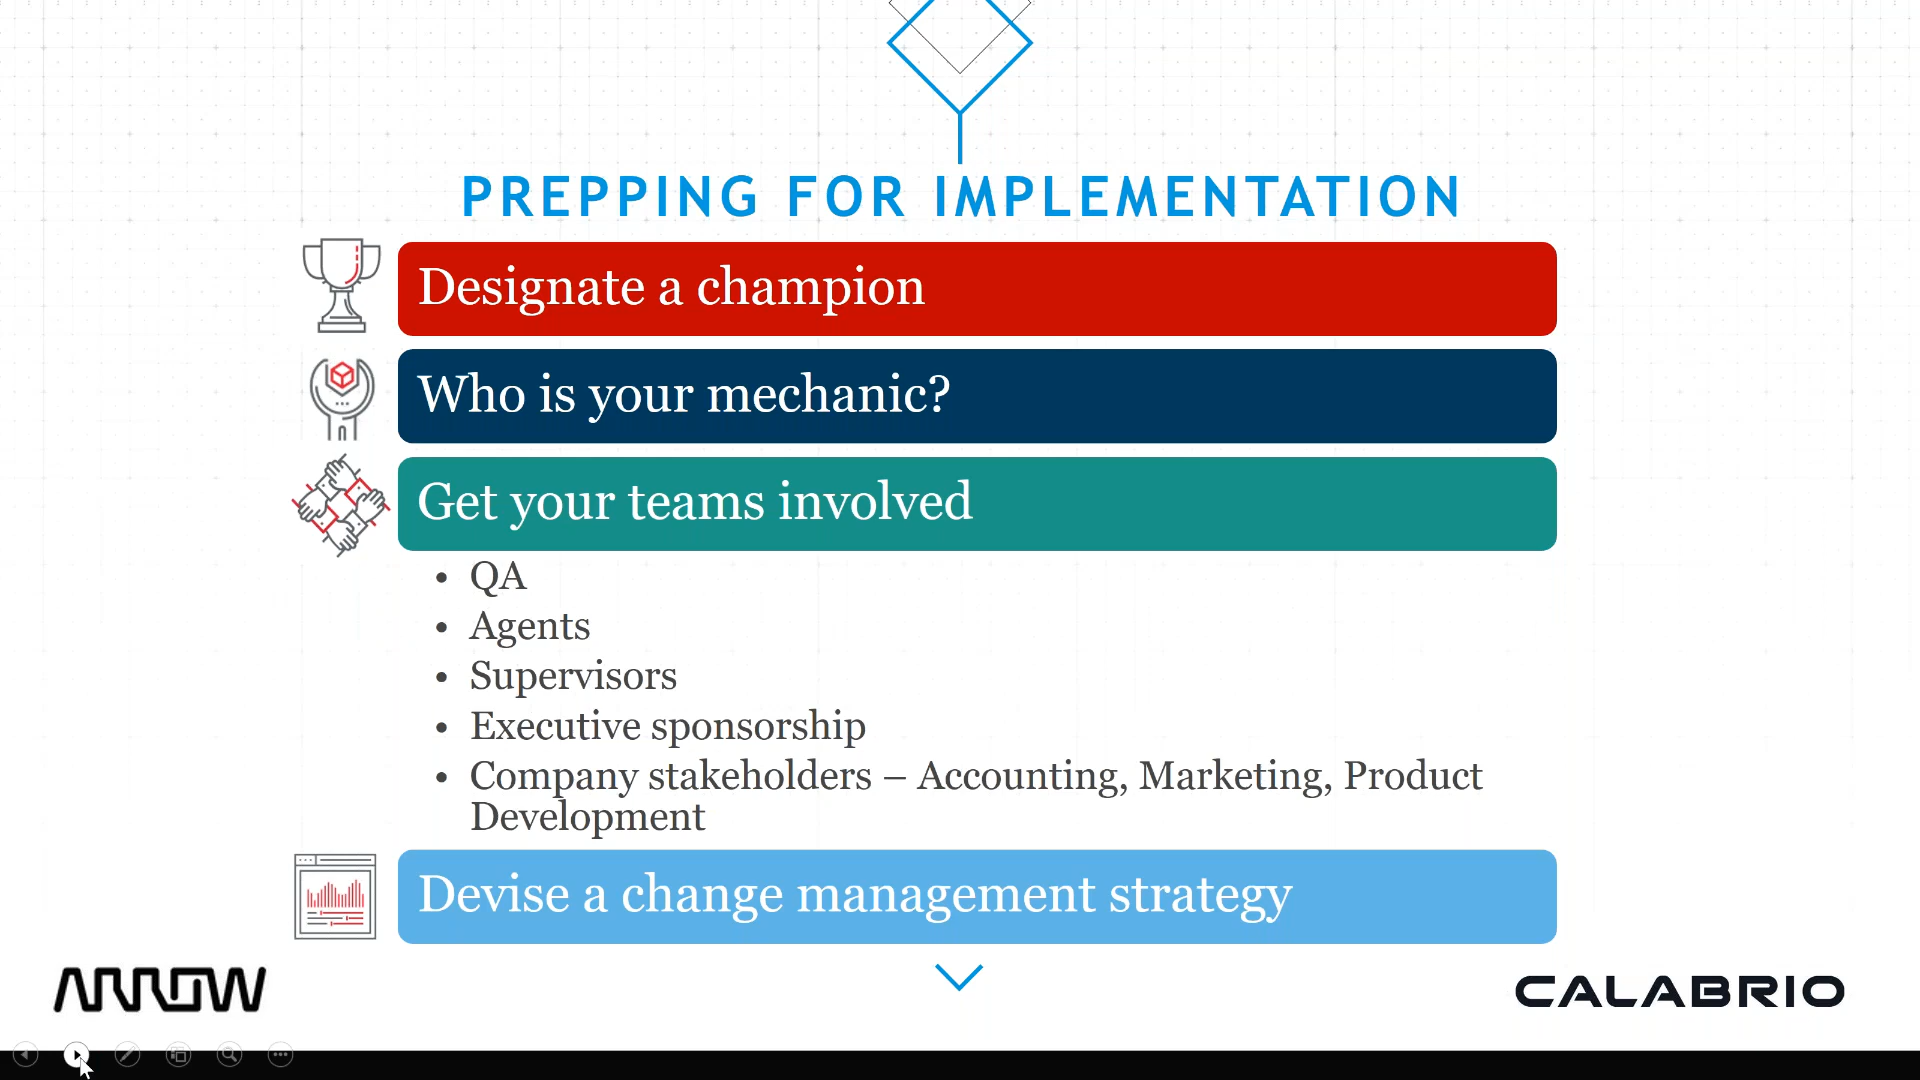 PREPPING FOR IMPLEMENTATION
Designate a champion
Who is your mechanic?
Get your teams involved
• QA
• Agents
• Supervisors
• Executive sponsorship
• Company stakeholders – Accounting, Marketing, Product
Development
Devise a change management strategy
ARROW
CALABRIO